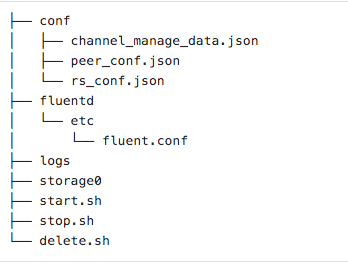 ├── conf
│   ├── channel_manage_data.json
│   ├── peer_conf.json
│   └── rs_conf.json
├── fluentd
│   └── etc
│       └── fluent.conf
├── logs
├── storage0
├── start.sh
├── stop.sh
└── delete.sh